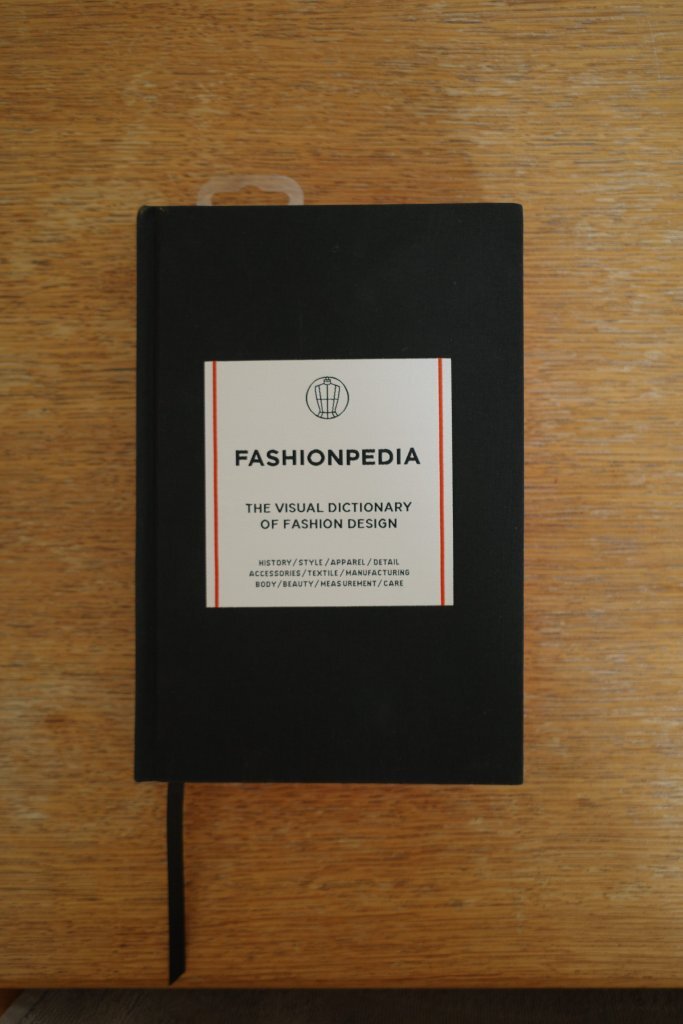 FASHIONPEDIA
THE VISUAL DICTIONARY
OF FASHION DESIGN
HISTORY/STYLE/APPAREL/DETAIL
ACCESSORIES/TEXTILE/MANUFACTURING
BODY/BEAUTY/MEASUREMENT/CARE